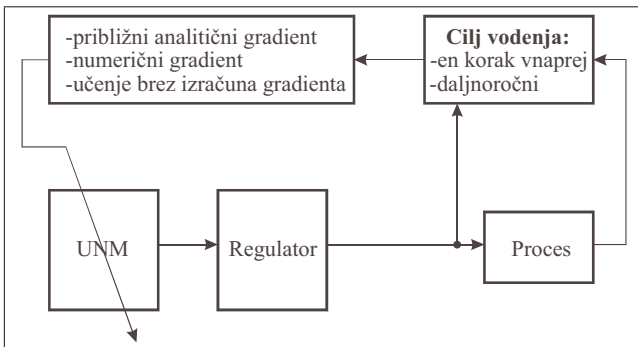 -približni analitični gradient
-numerični gradient
-učenje brez izračuna gradienta
Cilj vodenja:
-en korak vnaprej
-daljnoročni
UNM
Regulator
Proces